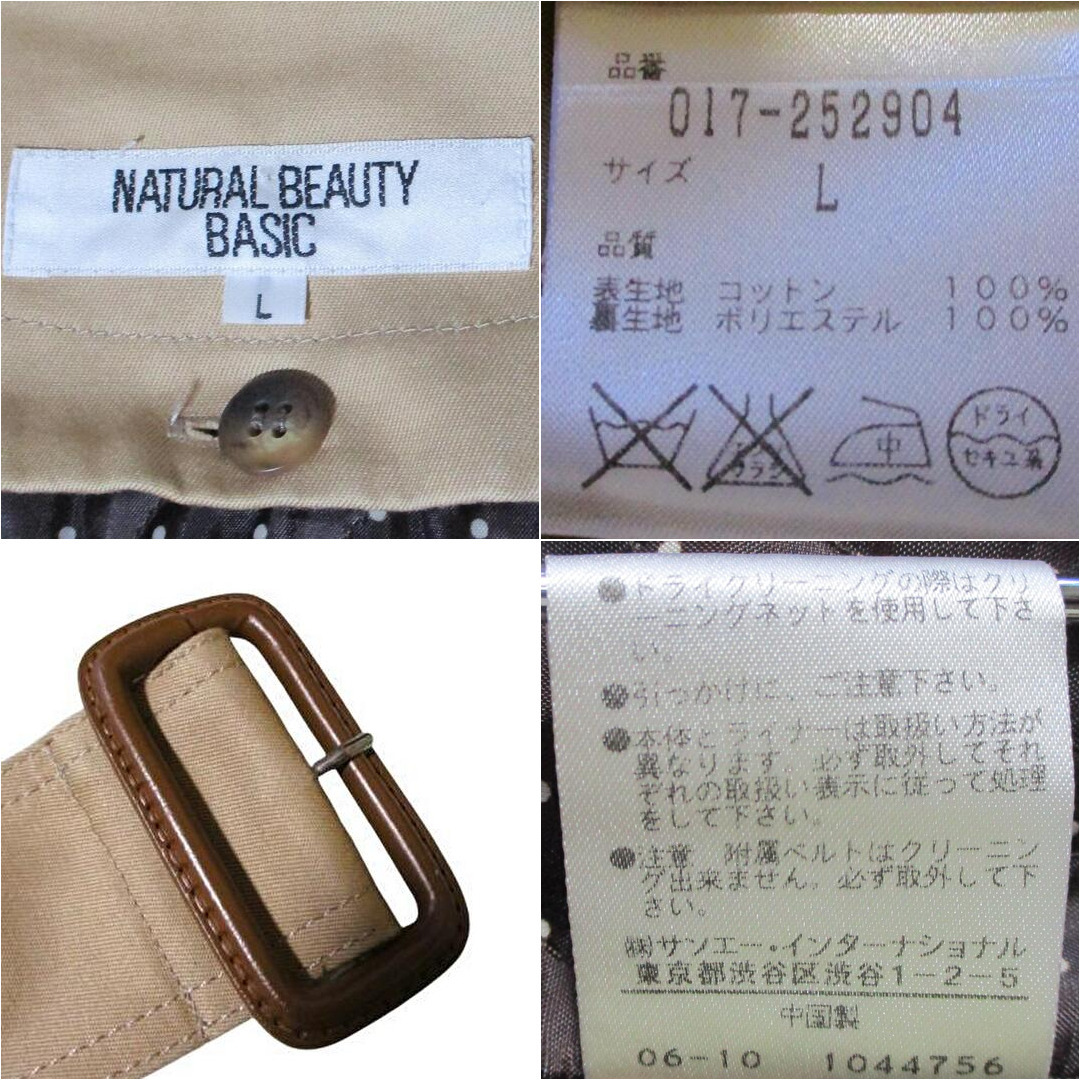 NATURAL BEAUTY
BASIC
L
品番
017-252904
サイズ
L
品質
表生地 コットン 100%
裏生地 ポリエステル 100%
エンソサラシ
中
ドライ
セキユ系
●ドライクリーニングの際はクリ
ーニングネットを使用して下さ
い。
●引っかけに、ご注意下さい。
●本体とライナーは取扱い方法が
異なります。必ず取外してそれ
ぞれの取扱い表示に従って処理
をして下さい。
●注意 附属ベルトはクリーニン
グ出来ません。必ず取外して下
さい。
㈱サンエー・インターナショナル
東京都渋谷区渋谷1-2-5
中国製
06-10 1044756